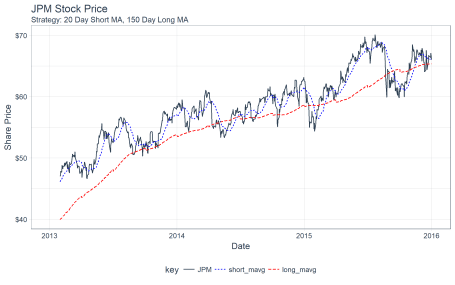 JPM Stock Price
Strategy: 20 Day Short MA, 150 Day Long MA
$70
$60
$50
$40
Share Price
2013 2014 2015 2016
Date
key JPM short_mavg long_mavg